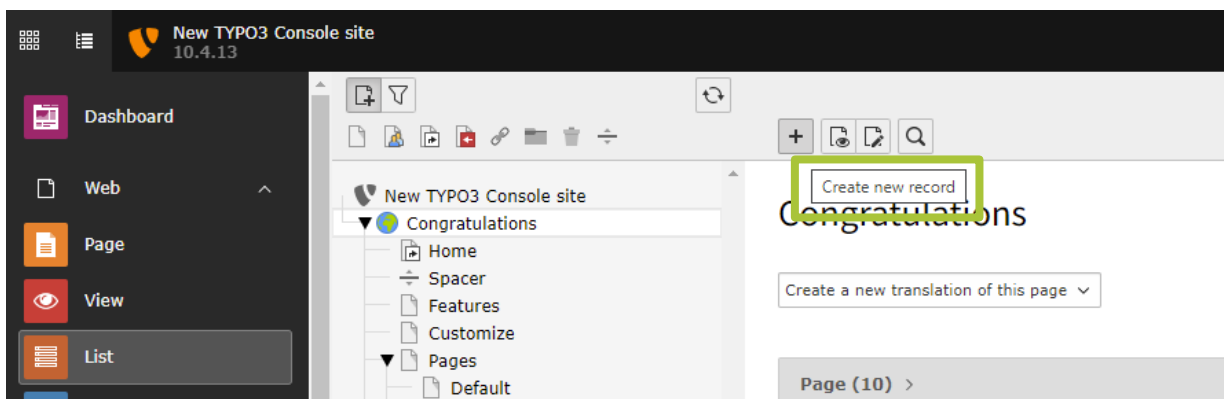 New TYPO3 Console site
10.4.13
Dashboard
Web
Page
View
List
New TYPO3 Console site
Congratulations
Home
Spacer
Features
Customize
Pages
Default
Create new record
Congratulations
Create a new translation of this page
Page (10)